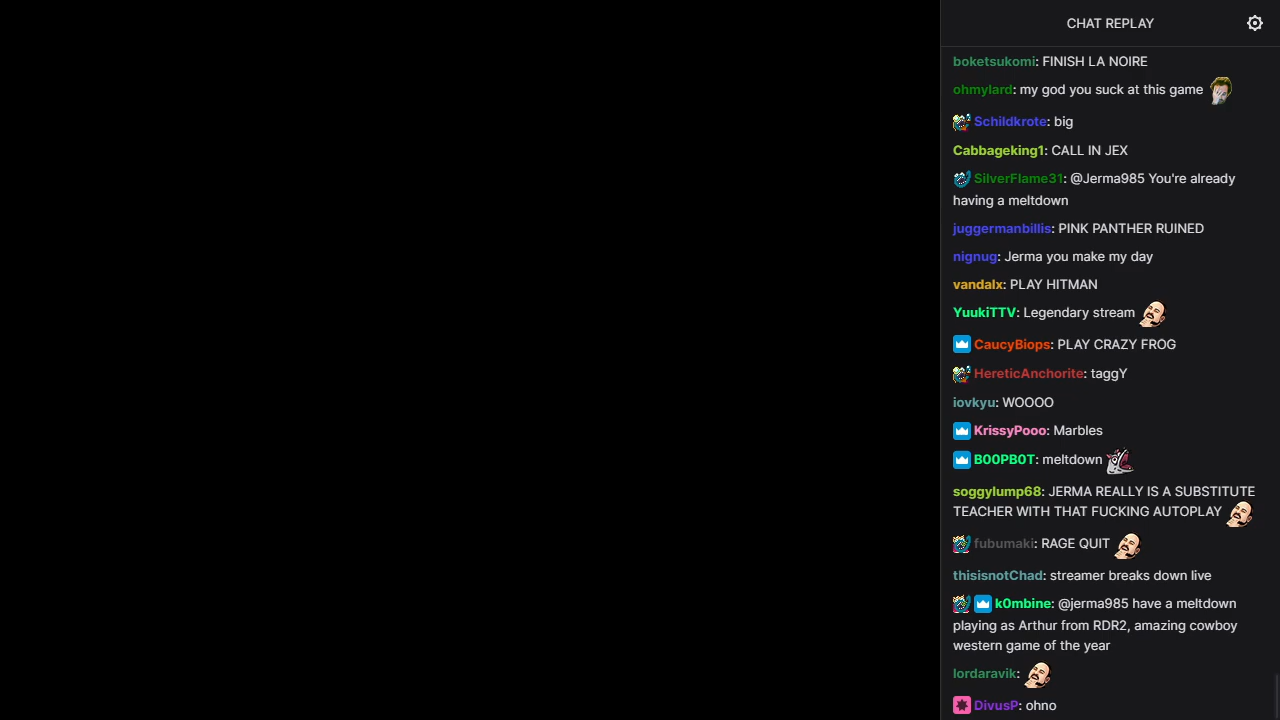 CHAT REPLAY
boketsukomi: FINISH LA NOIRE
ohmylard: my god you suck at this game
Schildkrote: big
Cabbageking1: CALL IN JEX
SilverFlame31: @Jerma985 You're already
having a meltdown
juggermanbillis: PINK PANTHER RUINED
nignug: Jerma you make my day
vandalx: PLAY HITMAN
YuukiTTV: Legendary stream
CaucyBiops: PLAY CRAZY FROG
HereticAnchorite: taggY
iovkyu: WOOOO
KrissyPooo: Marbles
B00PB0T: meltdown
soggylump68: JERMA REALLY IS A SUBSTITUTE
TEACHER WITH THAT FUCKING AUTOPLAY
fubumaki: RAGE QUIT
thisisnotChad: streamer breaks down live
k0mbine: @jerma985 have a meltdown
playing as Arthur from RDR2, amazing cowboy
western game of the year
lordaravik:
DivusP: ohno